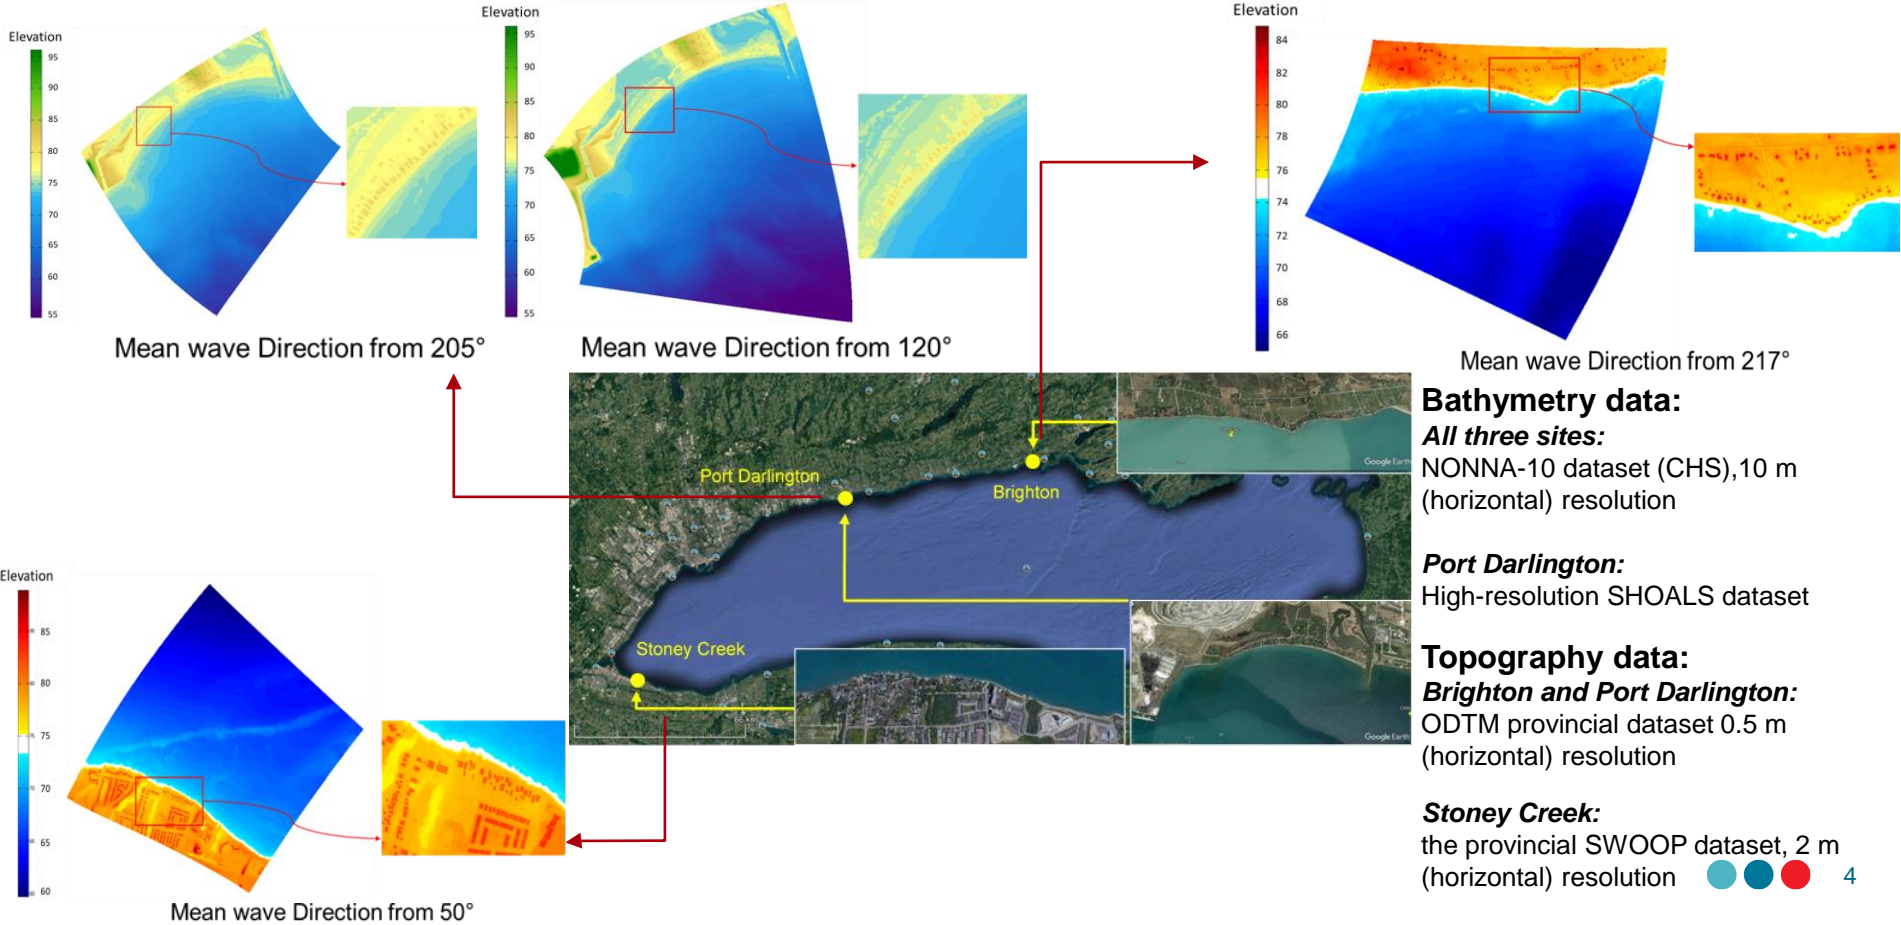 Elevation
95
90
85
80
75
70
65
60
55
Mean wave Direction from 205°
Elevation
95
90
85
80
75
70
65
60
55
Mean wave Direction from 120°
Elevation
84
82
80
78
76
74
72
70
68
66
Mean wave Direction from 217°
Port Darlington
Brighton
Stoney Creek
Google Earth
Google Earth
Elevation
85
80
75
70
65
60
Mean wave Direction from 50°
Bathymetry data:
All three sites:
NONNA-10 dataset (CHS),10 m
(horizontal) resolution
Port Darlington:
High-resolution SHOALS dataset
Topography data:
Brighton and Port Darlington:
ODTM provincial dataset 0.5 m
(horizontal) resolution
Stoney Creek:
the provincial SWOOP dataset, 2 m
(horizontal) resolution
4